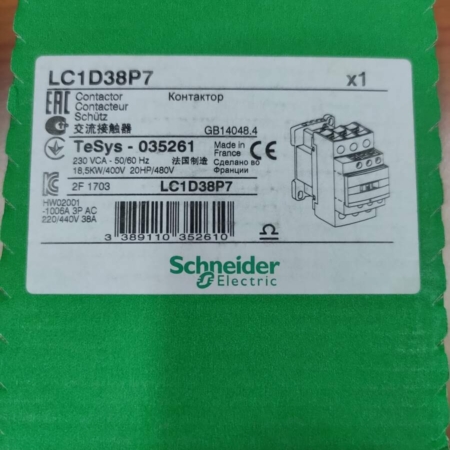 LC1D38P7 x1
EAC Contactor Контактор
Contacteur
Schütz
交流接触器 GB14048.4
TeSys - 035261 Made in France CE
230 VCA - 50/60 Hz 法国制造 Сделано во Франции
18,5KW/400V 20HP/480V
2F 1703 LC1D38P7
HW02001
-1006A 3P AC
220/440V 38A
3 389110 352610
Schneider
Electric